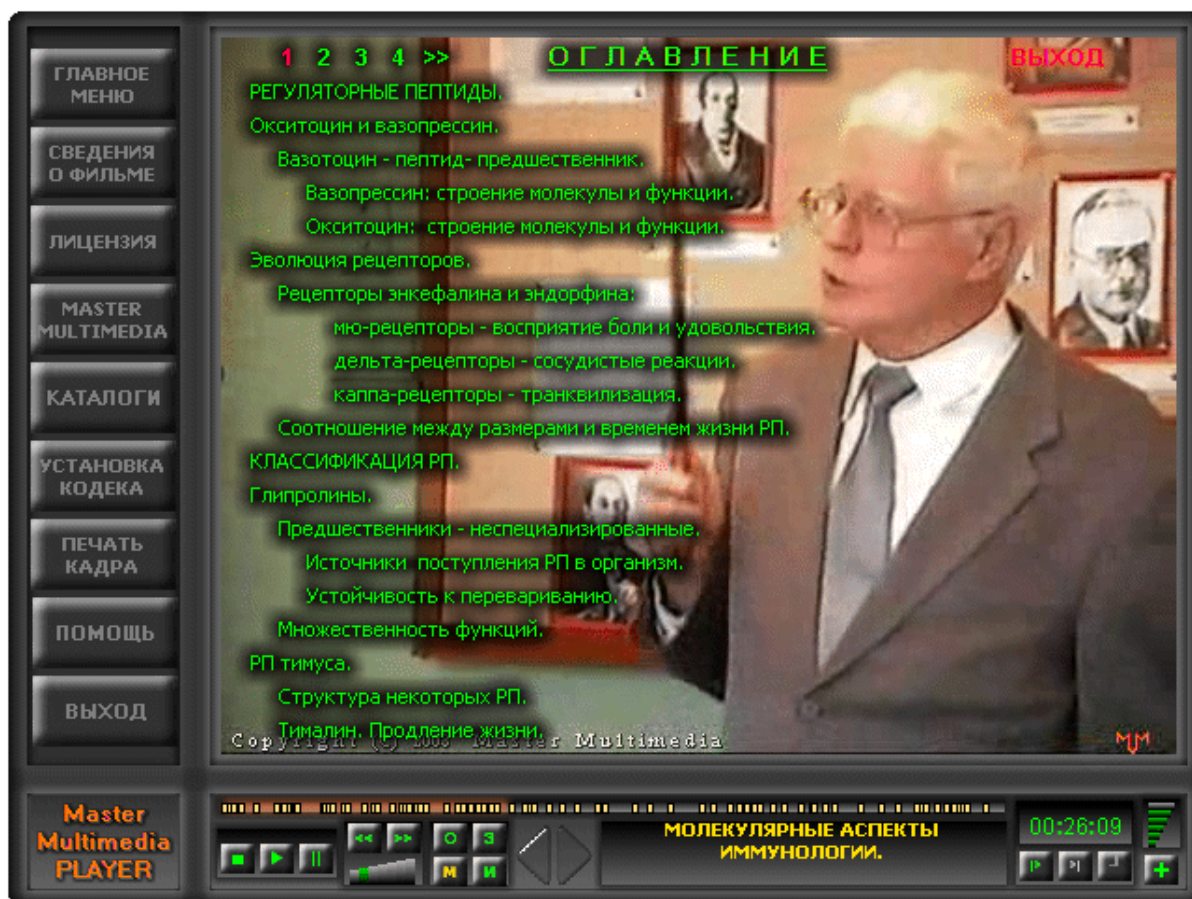 ГЛАВНОЕ
МЕНЮ
СВЕДЕНИЯ
О ФИЛЬМЕ
ЛИЦЕНЗИЯ
MASTER
MULTIMEDIA
КАТАЛОГИ
УСТАНОВКА
КОДЕКА
ПЕЧАТЬ
КАДРА
ПОМОЩЬ
ВЫХОД
1 2 3 4 >> ОГЛАВЛЕНИЕ ВЫХОД
РЕГУЛЯТОРНЫЕ ПЕПТИДЫ.
Окситоцин и вазопрессин.
Вазотоцин - пептид- предшественник.
Вазопрессин: строение молекулы и функции.
Окситоцин: строение молекулы и функции.
Эволюция рецепторов.
Рецепторы энкефалина и эндорфина:
мю-рецепторы - восприятие боли и удовольствия.
дельта-рецепторы - сосудистые реакции.
каппа-рецепторы - транквилизация.
Соотношение между размерами и временем жизни РП.
КЛАССИФИКАЦИЯ РП.
Глипролины.
Предшественники - неспециализированные.
Источники поступления РП в организм.
Устойчивость к перевариванию.
Множественность функций.
РП тимуса.
Структура некоторых РП.
Тималин. Продление жизни.
Copyright (C) 2003 Master Multimedia
MM
Master
Multimedia
PLAYER
<< >> О З
М И
МОЛЕКУЛЯРНЫЕ АСПЕКТЫ
ИММУНОЛОГИИ.
00:26:09